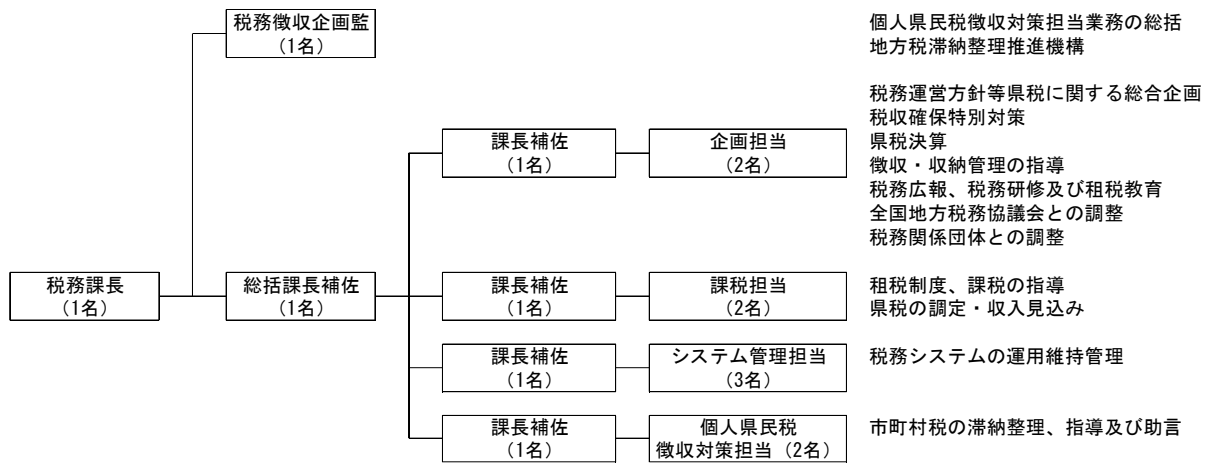 税務徴収企画監
(1名)
個人県民税徴収対策担当業務の総括
地方税滞納整理推進機構
課長補佐
(1名)
企画担当
(2名)
税務運営方針等県税に関する総合企画
税収確保特別対策
県税決算
徴収・収納管理の指導
税務広報、税務研修及び租税教育
全国地方税務協議会との調整
税務関係団体との調整
税務課長
(1名)
総括課長補佐
(1名)
課長補佐
(1名)
課税担当
(2名)
租税制度、課税の指導
県税の調定・収入見込み
課長補佐
(1名)
システム管理担当
(3名)
税務システムの運用維持管理
課長補佐
(1名)
個人県民税
徴収対策担当(2名)
市町村税の滞納整理、指導及び助言